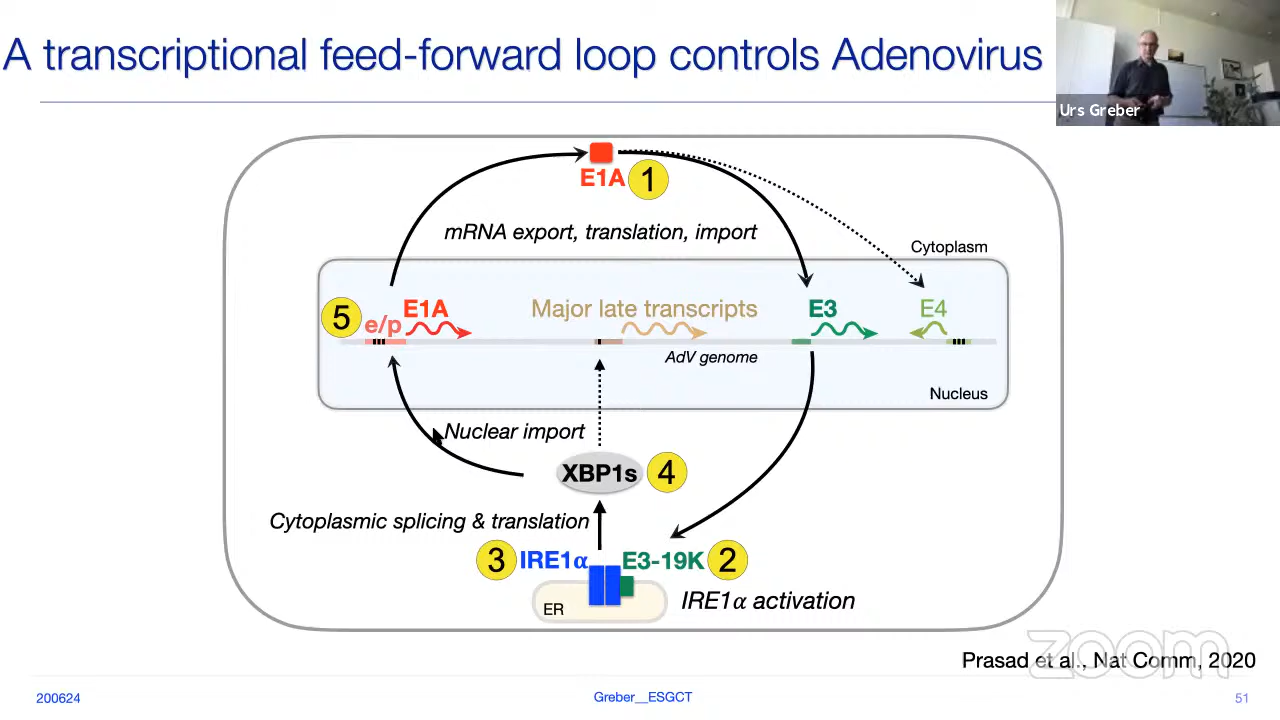 A transcriptional feed-forward loop controls Adenovirus
Urs Greber
E1A 1
mRNA export, translation, import
Cytoplasm
5 e/p E1A
Major late transcripts
E3
E4
AdV genome
Nucleus
Nuclear import
XBP1s 4
Cytoplasmic splicing & translation
3 IRE1α E3-19K 2
ER
IRE1α activation
zoom
Prasad et al., Nat Comm, 2020
200624
Greber__ESGCT
51